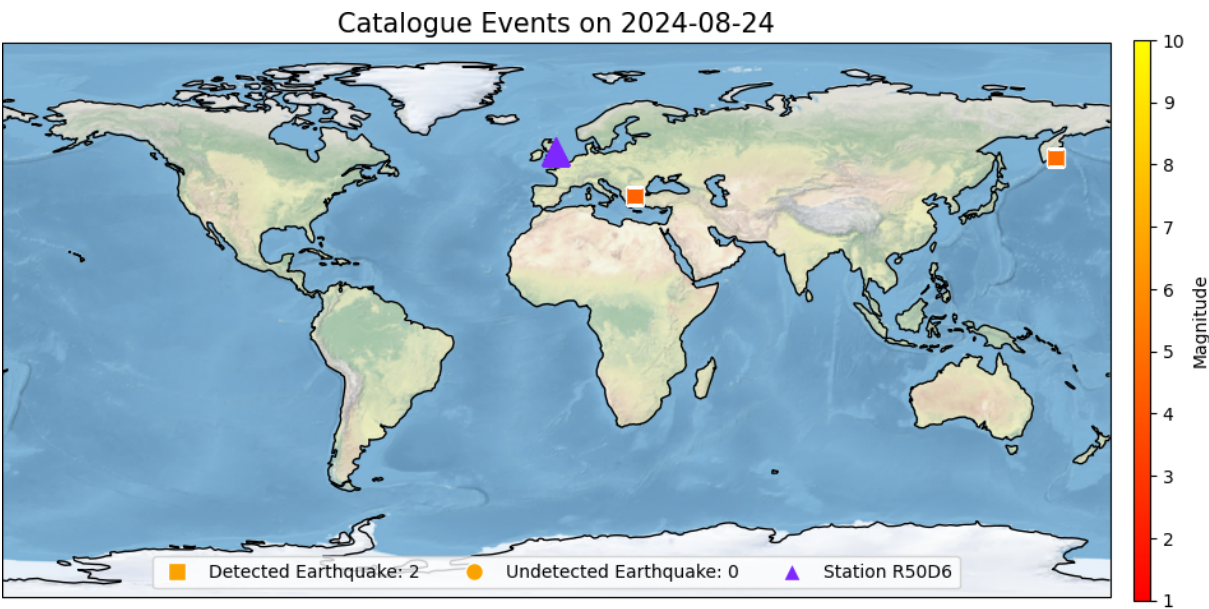 Catalogue Events on 2024-08-24
10
9
8
7
6
5
4
3
2
1
Magnitude
Detected Earthquake: 2
Undetected Earthquake: 0
Station R50D6